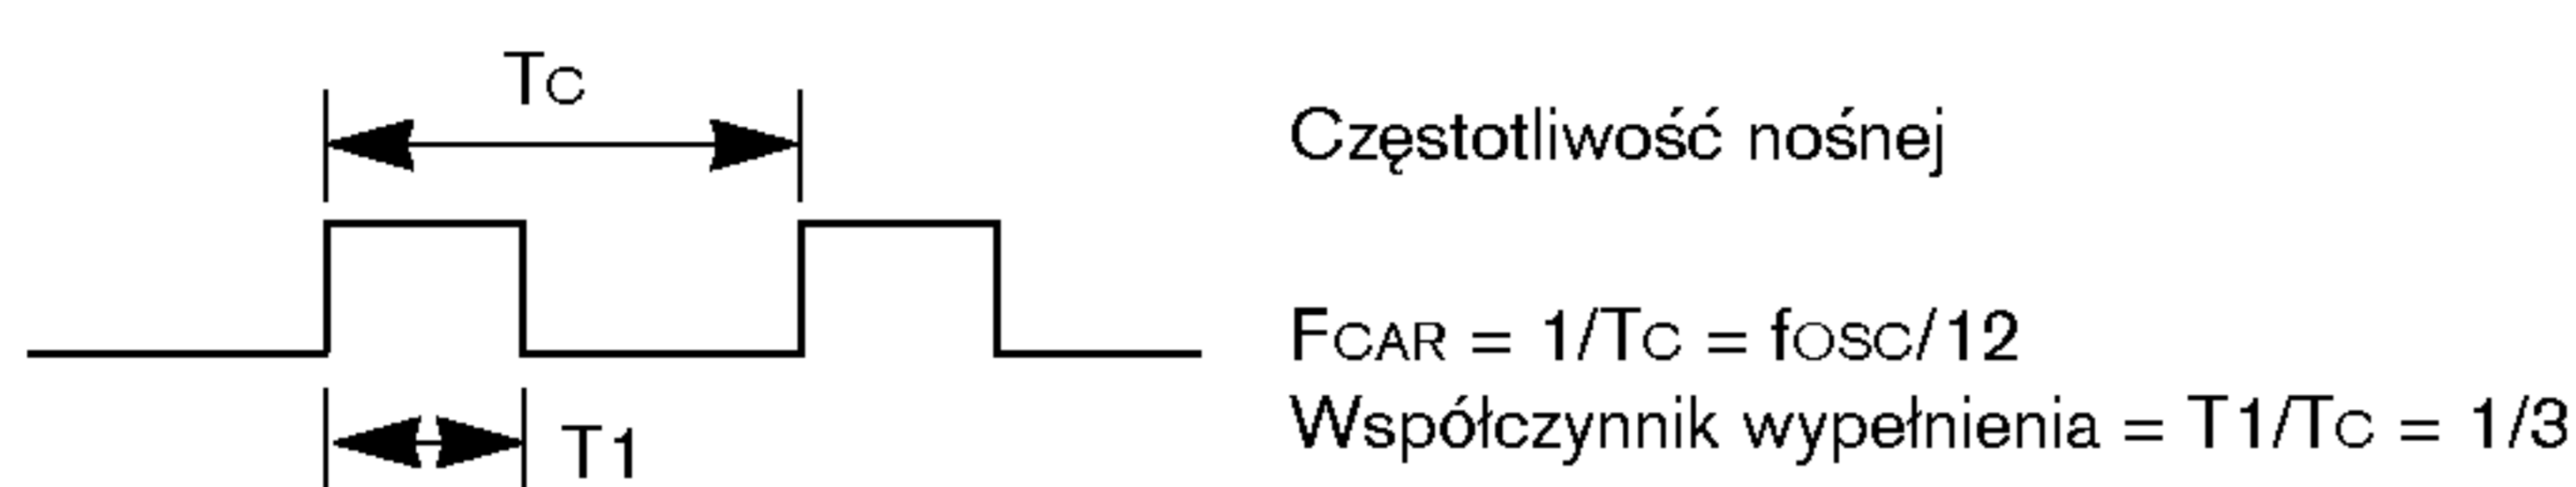 TC
Częstotliwość nośnej
FCAR = 1/TC = fOSC/12
Współczynnik wypełnienia = T1/TC = 1/3
T1